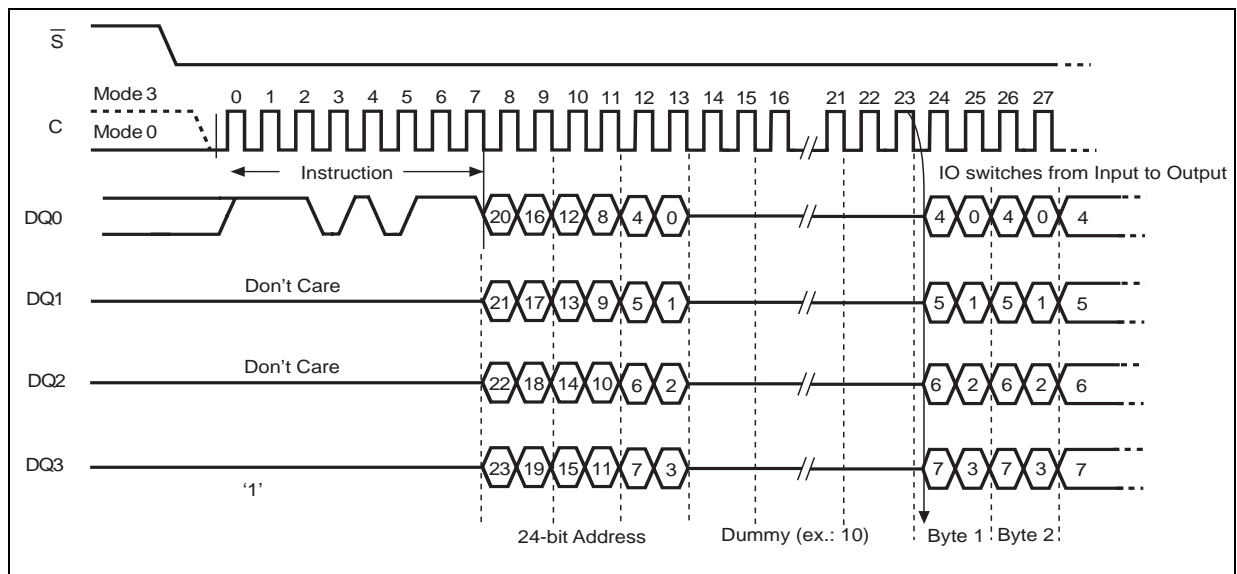 S
Mode 3
C
Mode 0
0 1 2 3 4 5 6 7 8 9 10 11 12 13 14 15 16 21 22 23 24 25 26 27
Instruction
IO switches from Input to Output
DQ0
20 16 12 8 4 0 4 0 4 0 4
DQ1
Don't Care
21 17 13 9 5 1 5 1 5 1 5
DQ2
Don't Care
22 18 14 10 6 2 6 2 6 2 6
DQ3
‘1’
23 19 15 11 7 3 7 3 7 3 7
24-bit Address
Dummy (ex.: 10)
Byte 1
Byte 2